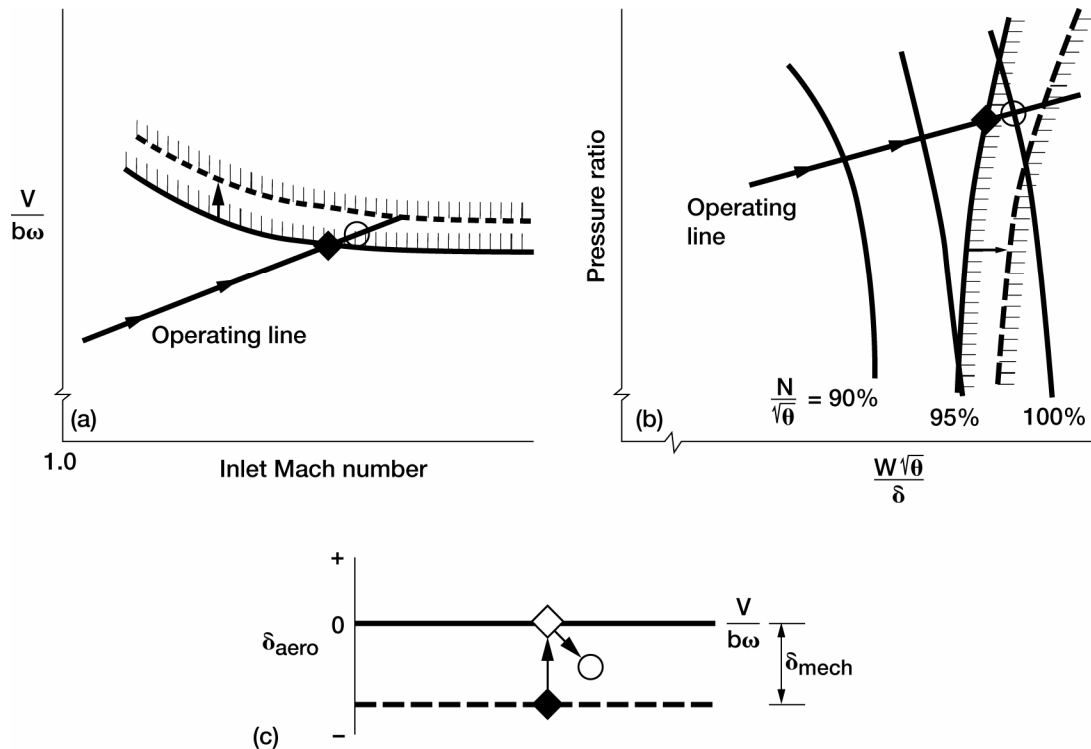 V
bω
Operating line
(a)
1.0
Inlet Mach number
Pressure ratio
Operating
line
N
√θ
= 90%
95%
100%
(b)
W√θ
δ
+
0
δaero
−
V
bω
δmech
(c)